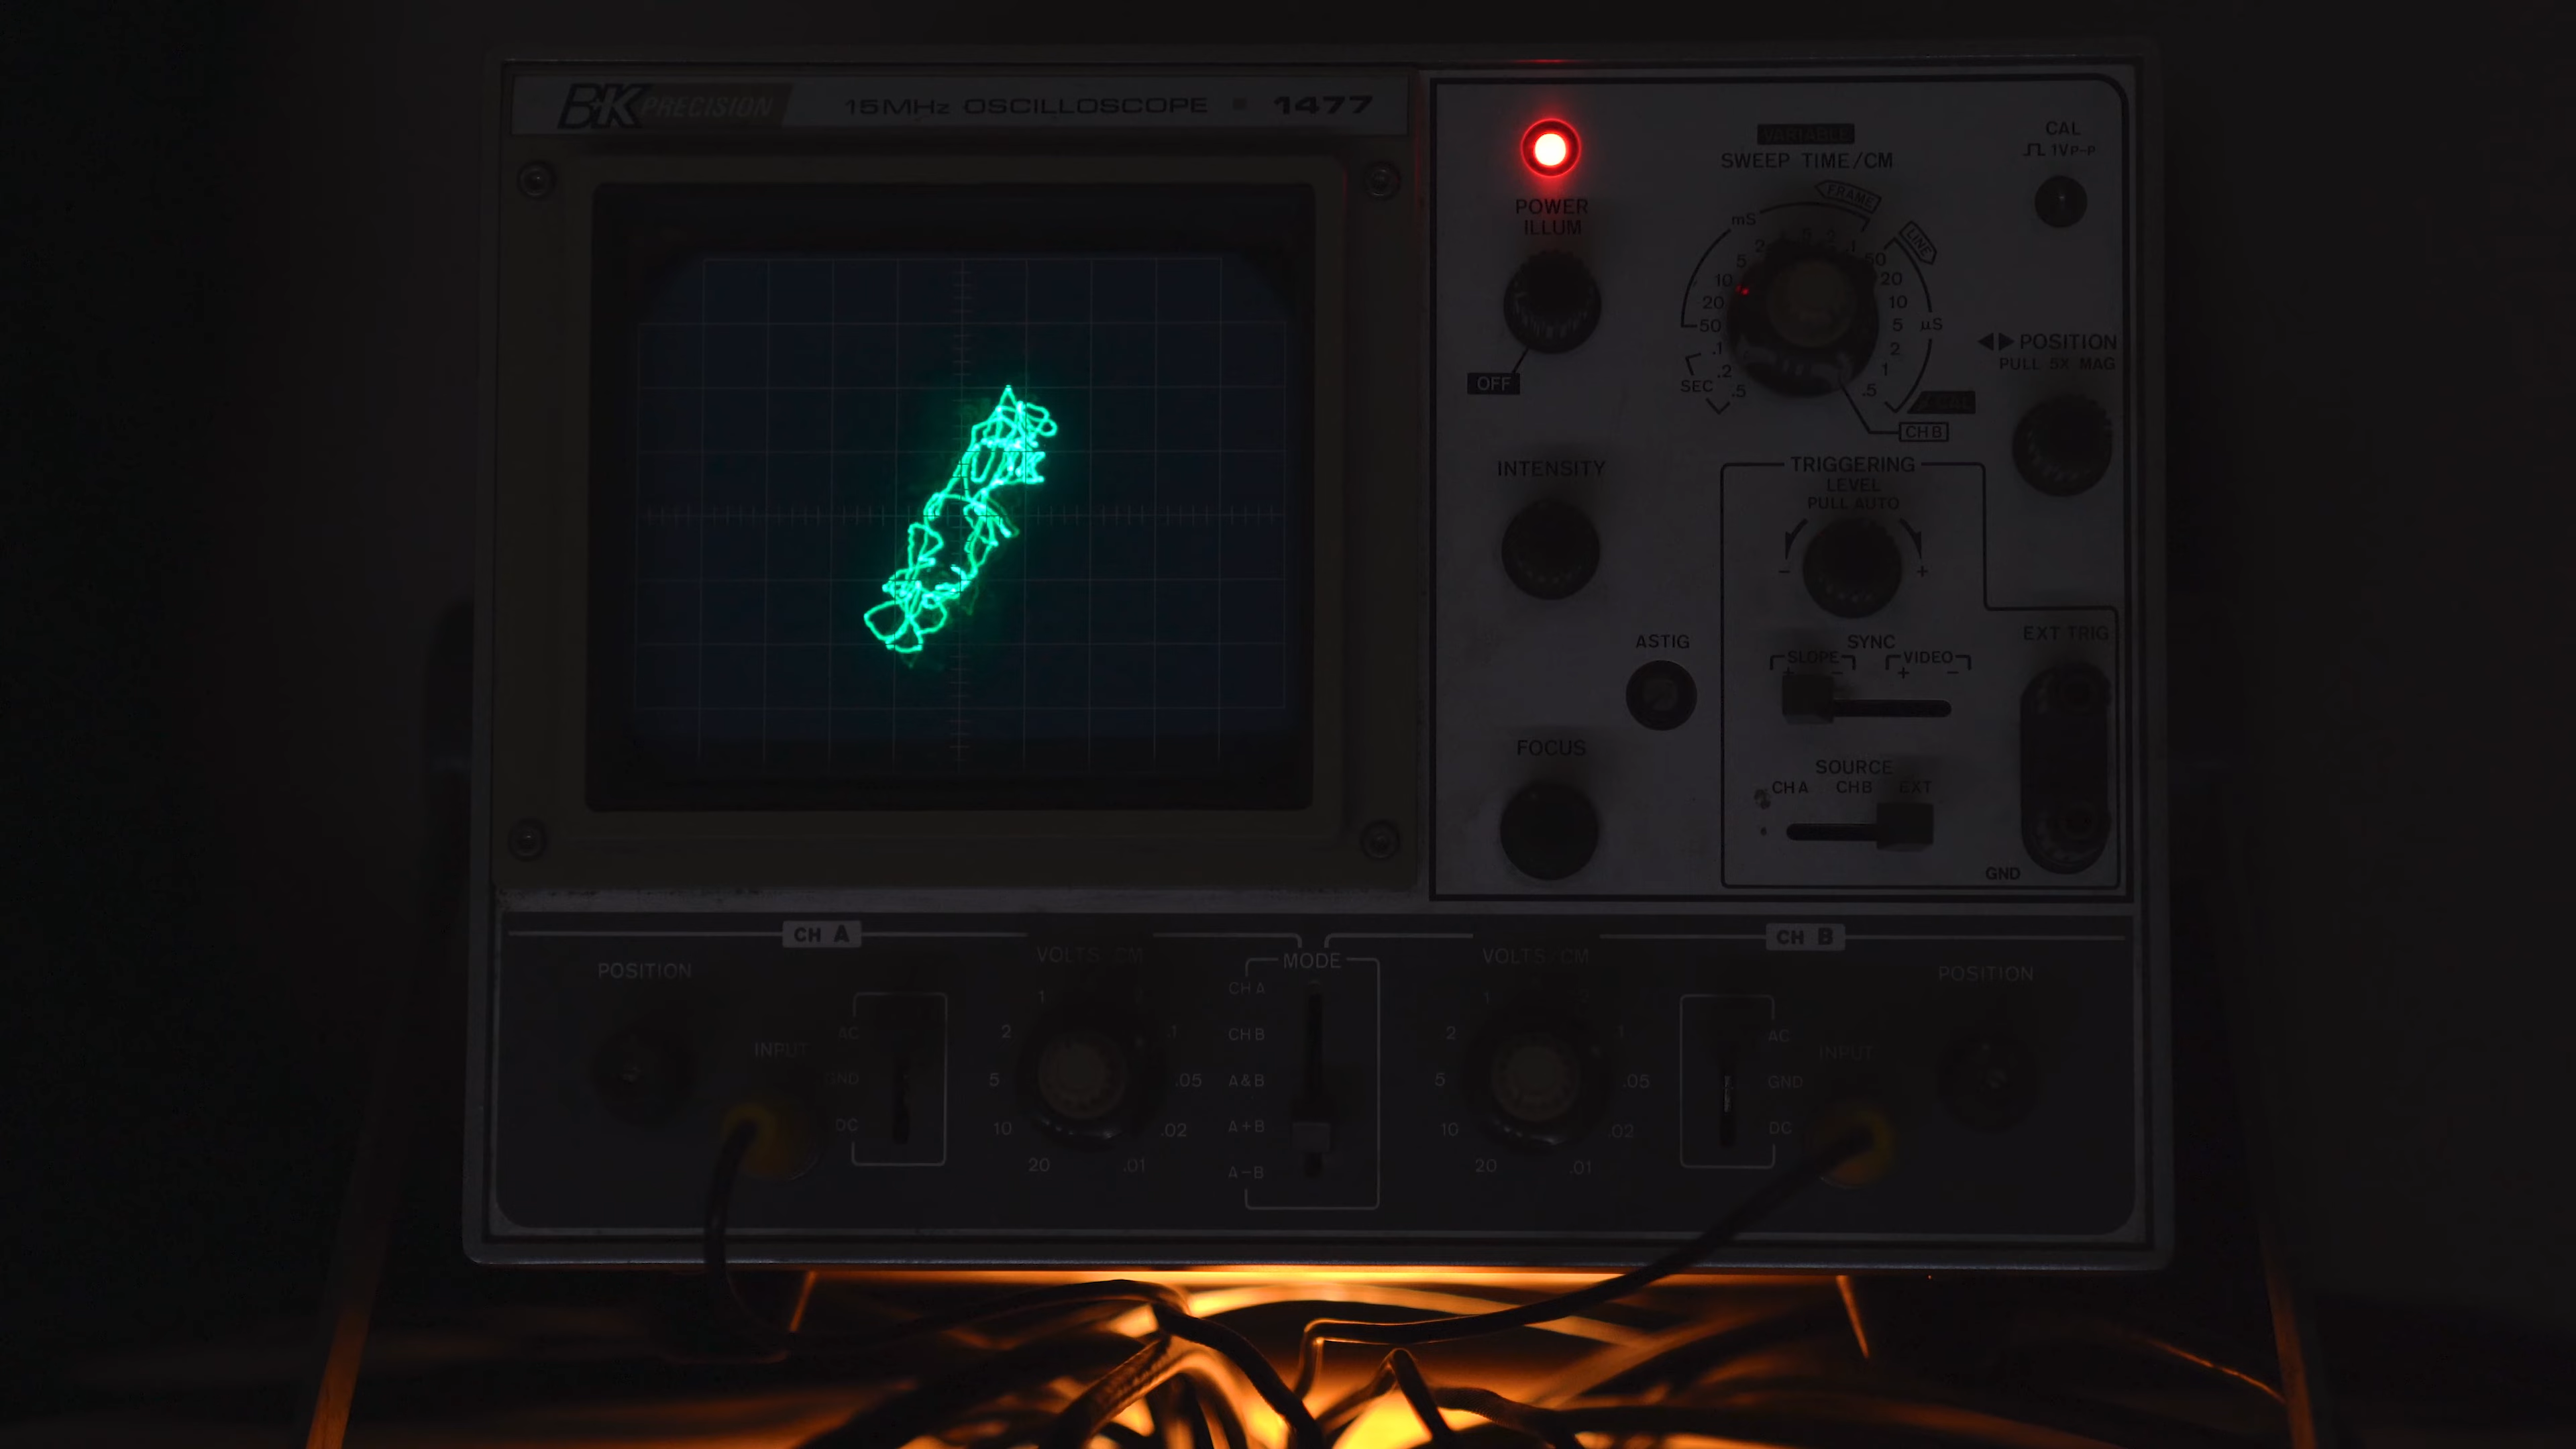 BK PRECISION 15MHz OSCILLOSCOPE 1477
VARIABLE
SWEEP TIME/CM
FRAME
LINE
mS
5
10
20
50
.1
.2
.5
SEC
.1
50
20
10
5
µS
2
1
.5
CH B
CAL
1VP-P
POWER
ILLUM
OFF
POSITION
PULL 5X MAG
INTENSITY
TRIGGERING
LEVEL
PULL AUTO
- +
ASTIG
SYNC
SLOPE VIDEO
+ - + -
EXT TRIG
FOCUS
SOURCE
CH A CHB EXT
GND
CH A
POSITION
INPUT
AC
GND
DC
VOLTS/CM
1
2
5
10
20
.1
.05
.02
.01
MODE
CH A
CH B
A&B
A+B
A-B
CH B
VOLTS/CM
1
2
5
10
20
.1
.05
.02
.01
AC
GND
DC
INPUT
POSITION